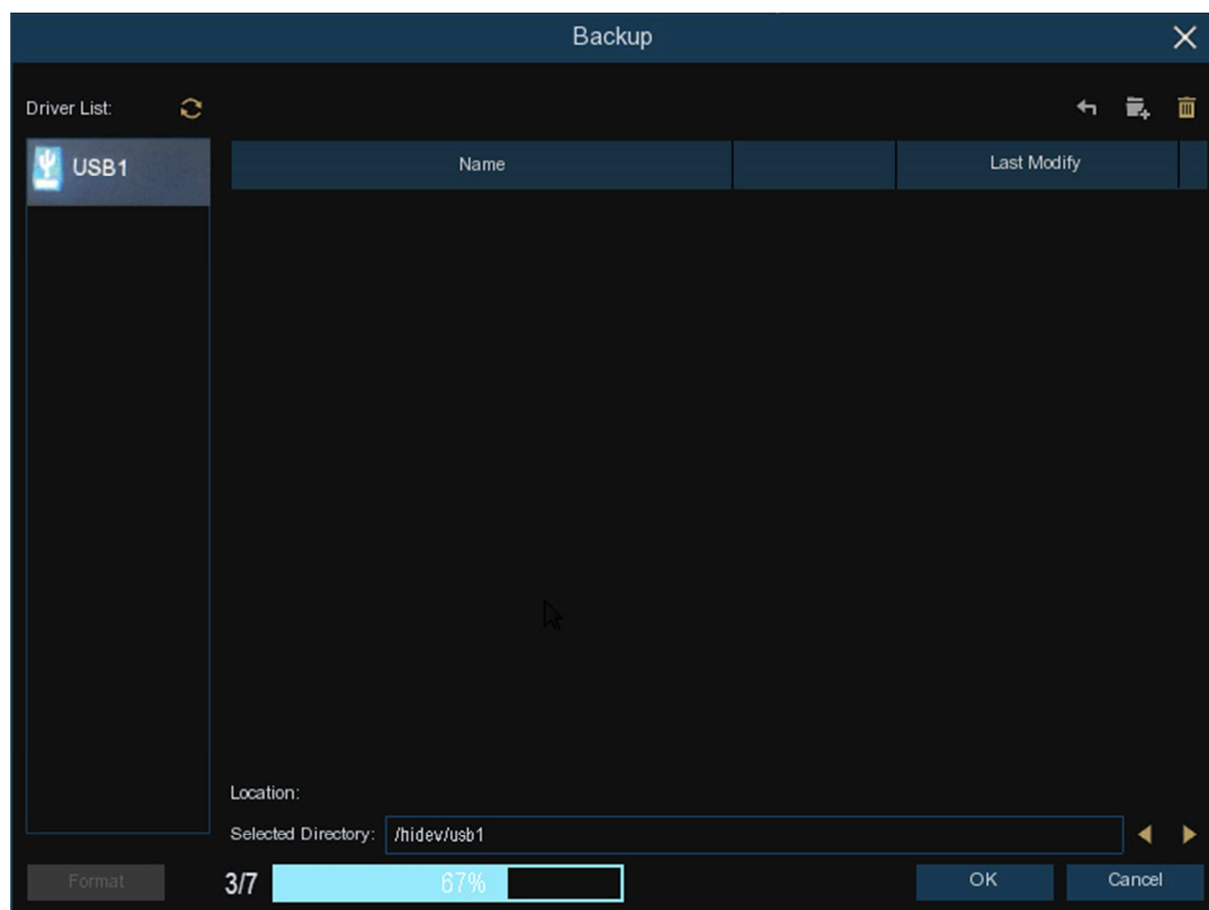 Backup
Driver List:
USB1
Name Last Modify
Location:
Selected Directory: /hidev/usb1
Format 3/7 67% OK Cancel